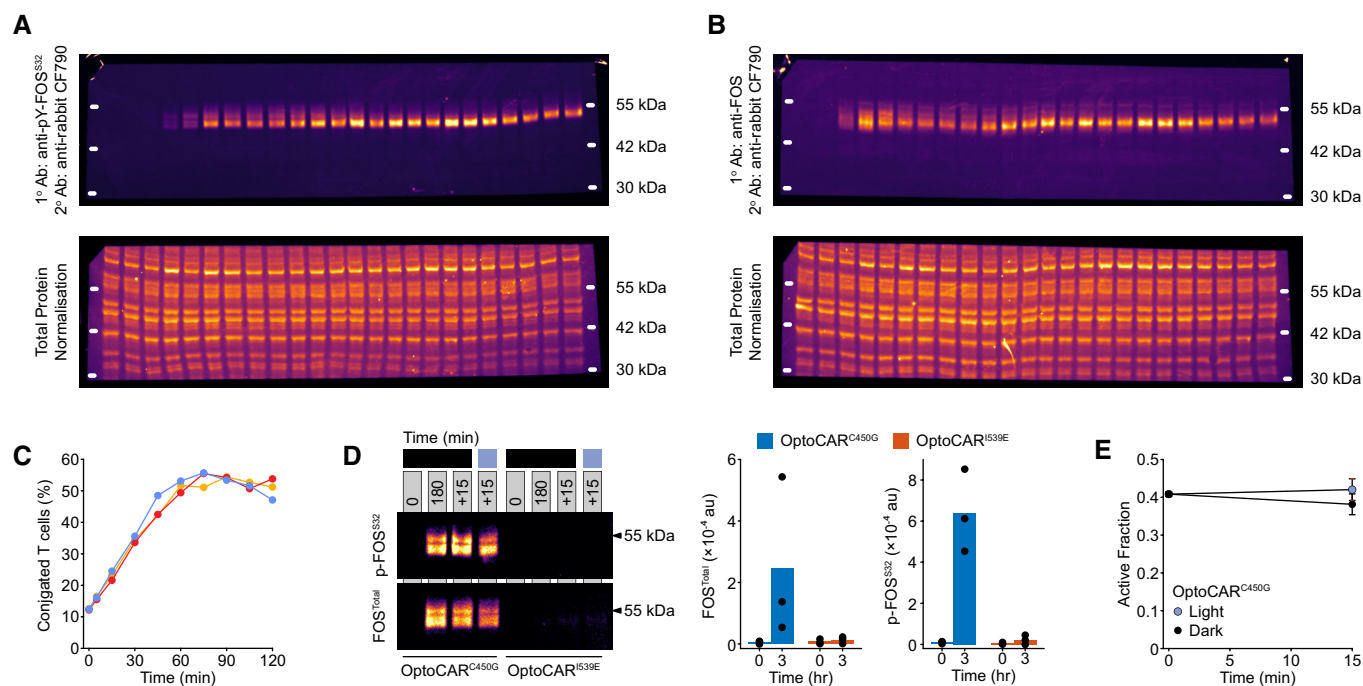 A
1º Ab: anti-pY-FOS^S32
2º Ab: anti-rabbit CF790
55 kDa
42 kDa
30 kDa
Total Protein
Normalisation
55 kDa
42 kDa
30 kDa
B
1º Ab: anti-FOS
2º Ab: anti-rabbit CF790
55 kDa
42 kDa
30 kDa
Total Protein
Normalisation
55 kDa
42 kDa
30 kDa
C
Conjgated T cells (%)
60
50
40
30
20
10
0
0 30 60 90 120
Time (min)
D
Time (min)
0 180 +15 +15 0 180 +15 +15
p-FOS^S32
55 kDa
FOS^Total
55 kDa
OptoCAR^C450G OptoCAR^I539E
OptoCAR^C450G OptoCAR^I539E
FOS^Total (×10^-4 au)
6
4
2
0
0 3 0 3
Time (hr)
p-FOS^S32 (×10^-4 au)
8
6
4
2
0
0 3 0 3
Time (hr)
E
Active Fraction
0.5
0.4
0.3
0.2
0.1
0
OptoCAR^C450G
Light
Dark
0 5 10 15
Time (min)